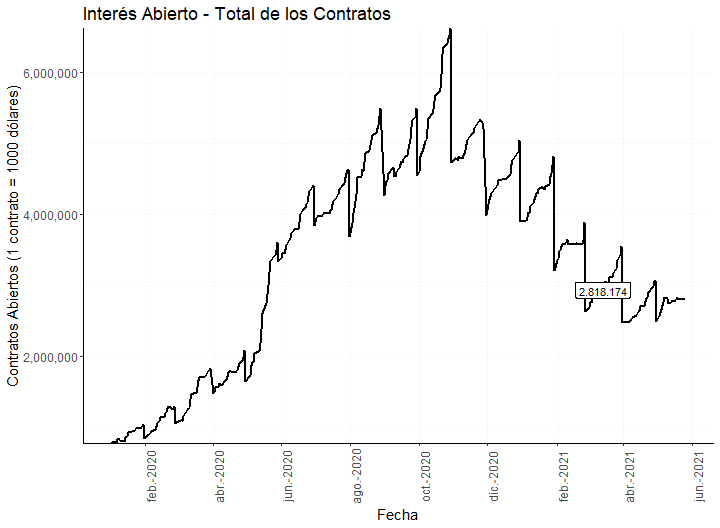 Interés Abierto - Total de los Contratos
Contratos Abiertos (1 contrato = 1000 dólares)
6,000,000
4,000,000
2,000,000
2.818.174
feb.-2020
abr.-2020
jun.-2020
ago.-2020
oct.-2020
dic.-2020
feb.-2021
abr.-2021
jun.-2021
Fecha